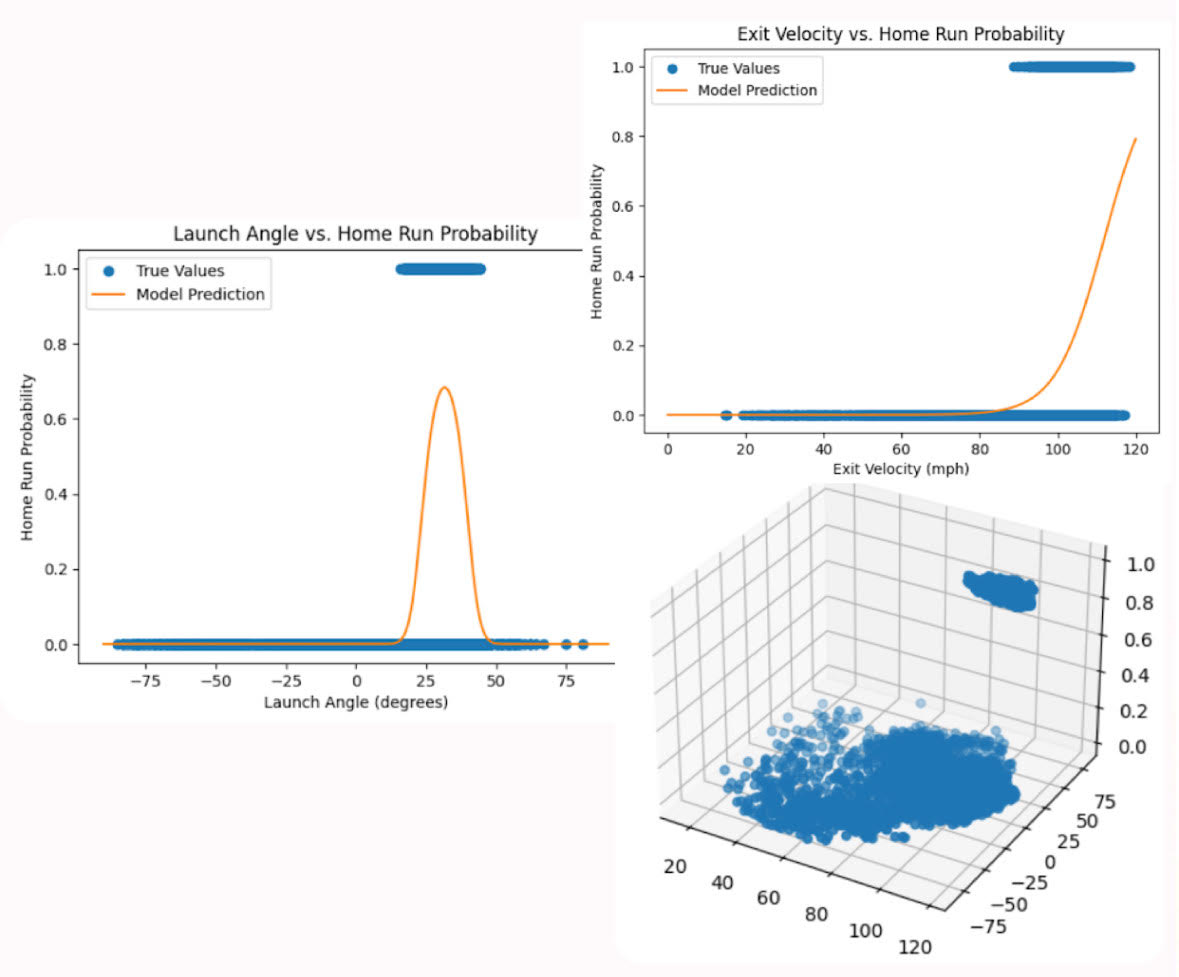 Exit Velocity vs. Home Run Probability
True Values
Model Prediction
1.0
0.8
0.6
0.4
0.2
0.0
Home Run Probability
0 20 40 60 80 100 120
Exit Velocity (mph)
Launch Angle vs. Home Run Probability
True Values
Model Prediction
1.0
0.8
0.6
0.4
0.2
0.0
Home Run Probability
−75 −50 −25 0 25 50 75
Launch Angle (degrees)
1.0
0.8
0.6
0.4
0.2
0.0
75
50
25
0
−25
−50
−75
20
40
60
80
100
120